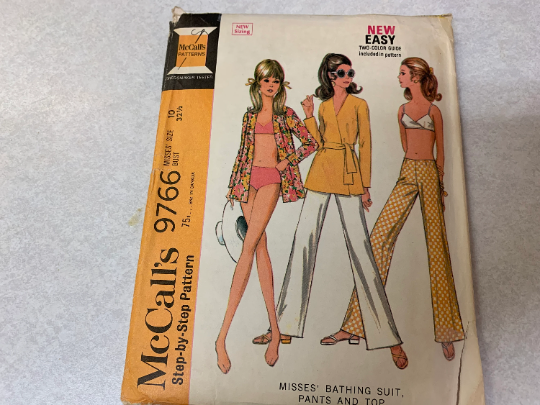 McCall's
PATTERNS
NEW
Sizing
NEW
EASY
TWO-COLOR GUIDE
included in pattern
McCall's 9766
Step-by-Step Pattern
75¢
MISSES' SIZE 10
BUST 32½
MISSES' BATHING SUIT,
PANTS AND TOP